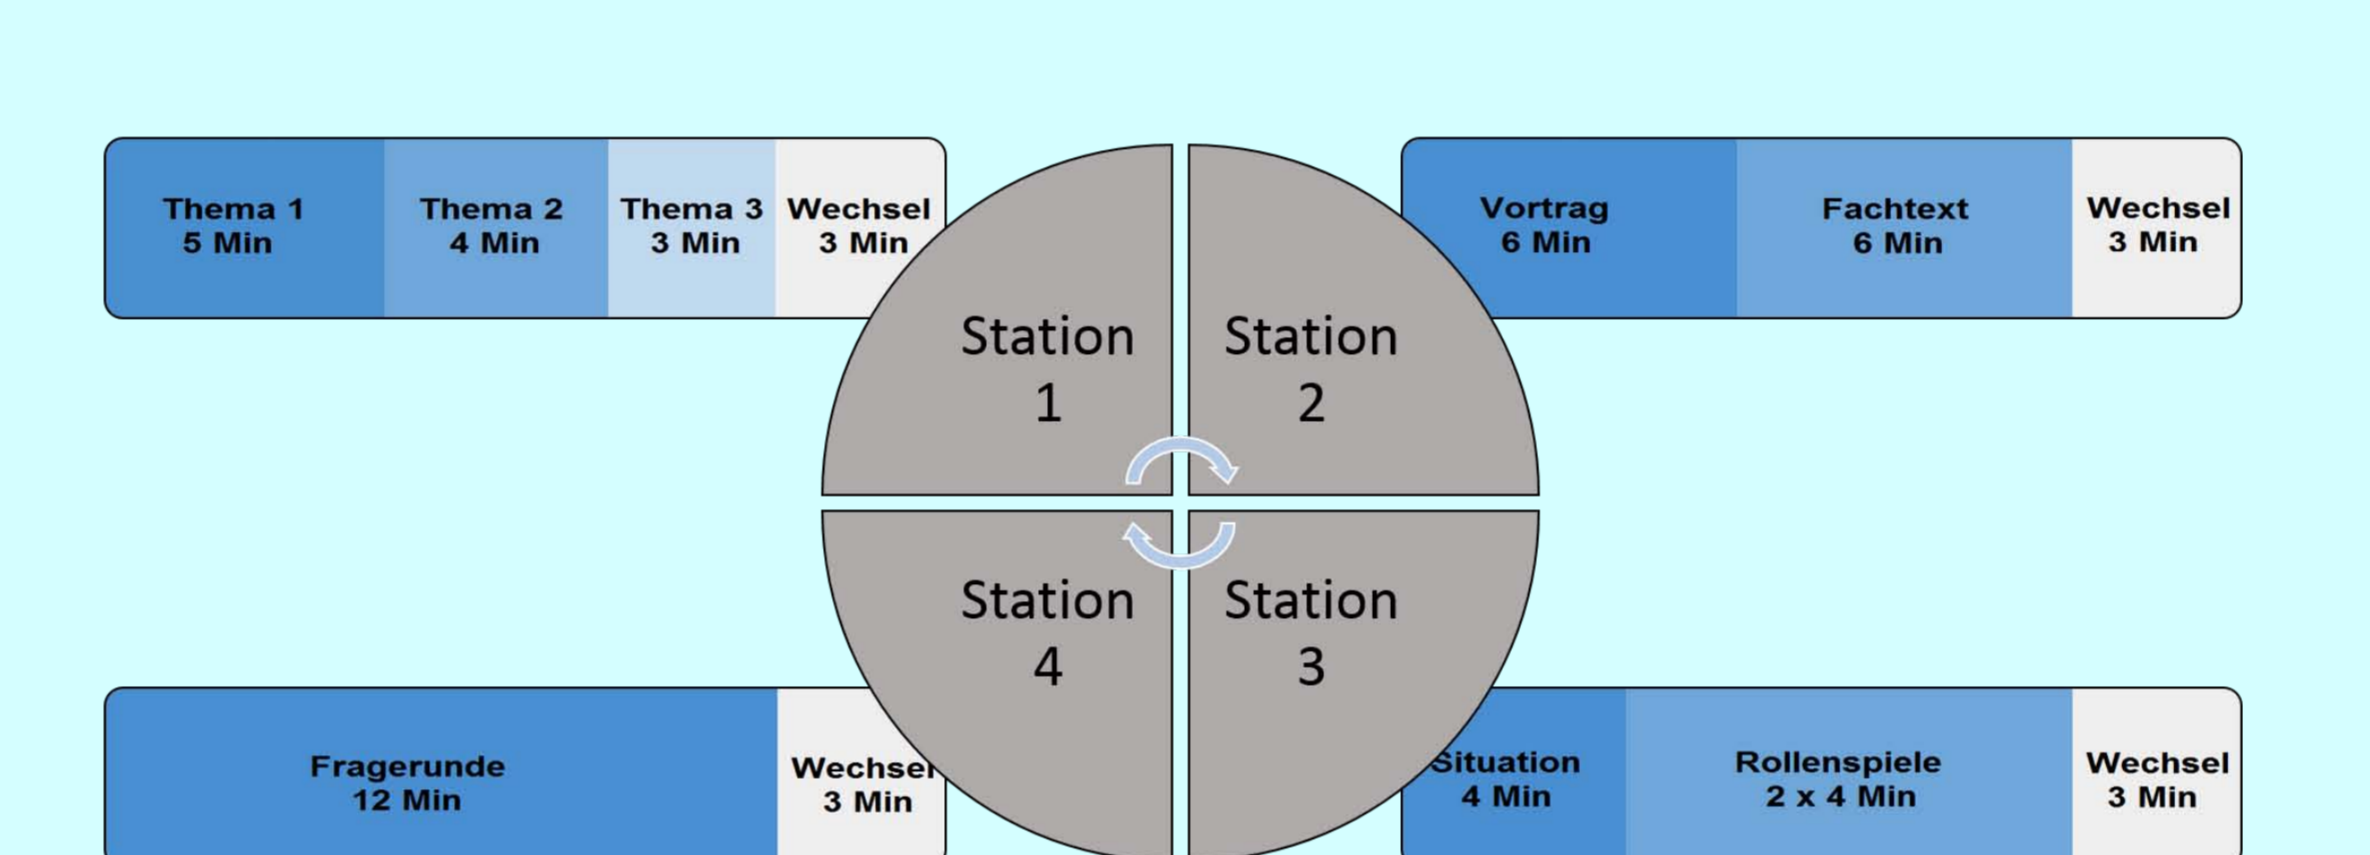 Thema 1
5 Min
Thema 2
4 Min
Thema 3
3 Min
Wechsel
3 Min
Station
1
Station
2
Vortrag
6 Min
Fachtext
6 Min
Wechsel
3 Min
Fragerunde
12 Min
Wechsel
3 Min
Station
4
Station
3
Situation
4 Min
Rollenspiele
2 x 4 Min
Wechsel
3 Min